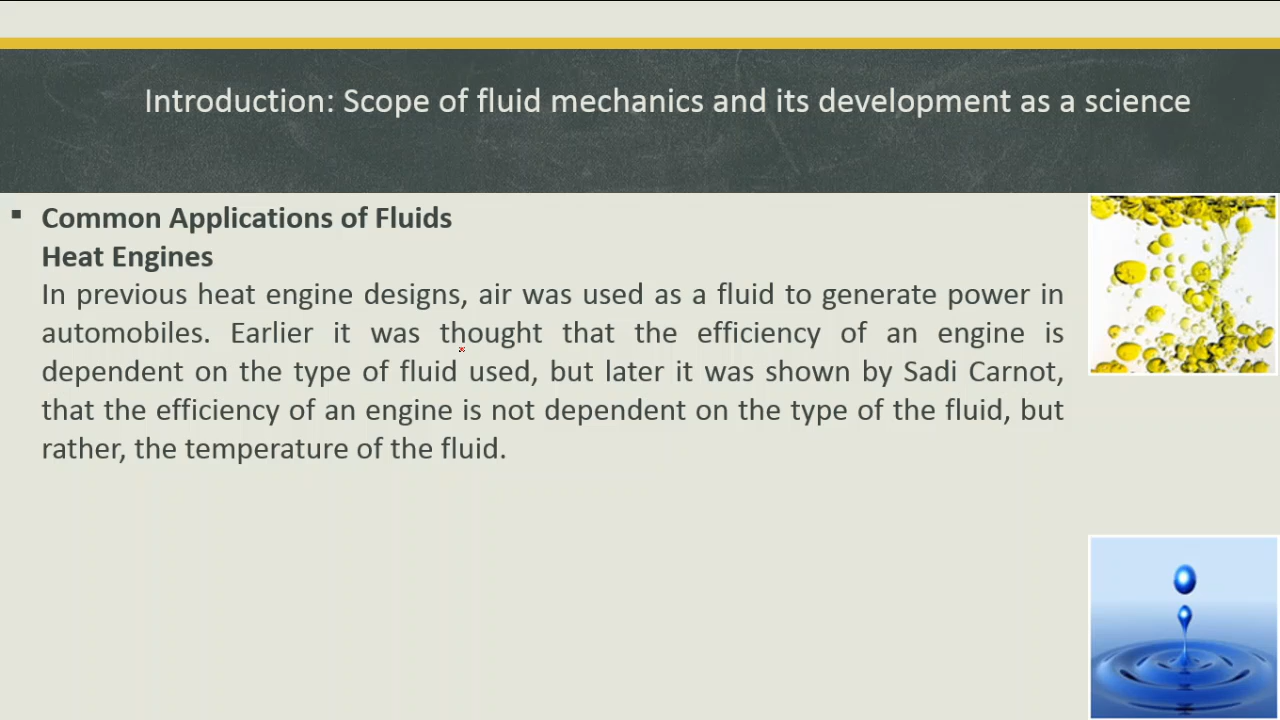 Introduction: Scope of fluid mechanics and its development as a science
Common Applications of Fluids
Heat Engines
In previous heat engine designs, air was used as a fluid to generate power in
automobiles. Earlier it was thought that the efficiency of an engine is
dependent on the type of fluid used, but later it was shown by Sadi Carnot,
that the efficiency of an engine is not dependent on the type of the fluid, but
rather, the temperature of the fluid.